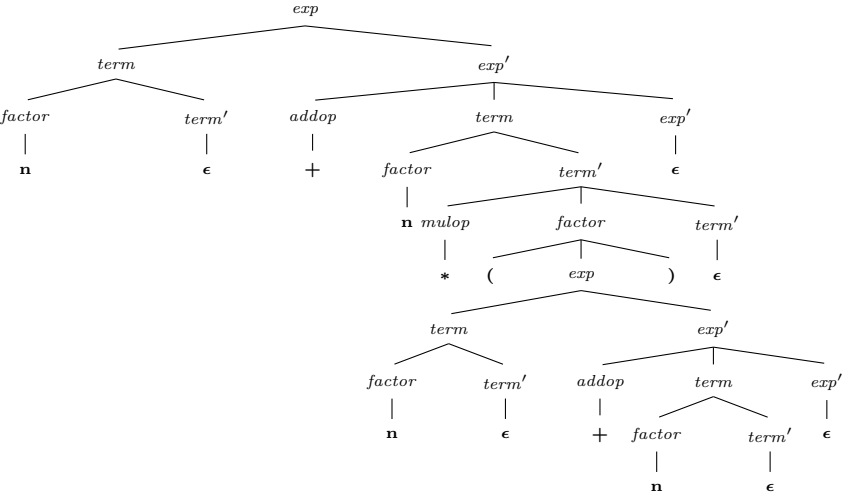 exp
term exp′
factor term′ addop term exp′
n ϵ + factor term′ ϵ
n mulop factor term′
* ( exp ) ϵ
term exp′
factor term′ addop term exp′
n ϵ + factor term′ ϵ
n ϵ